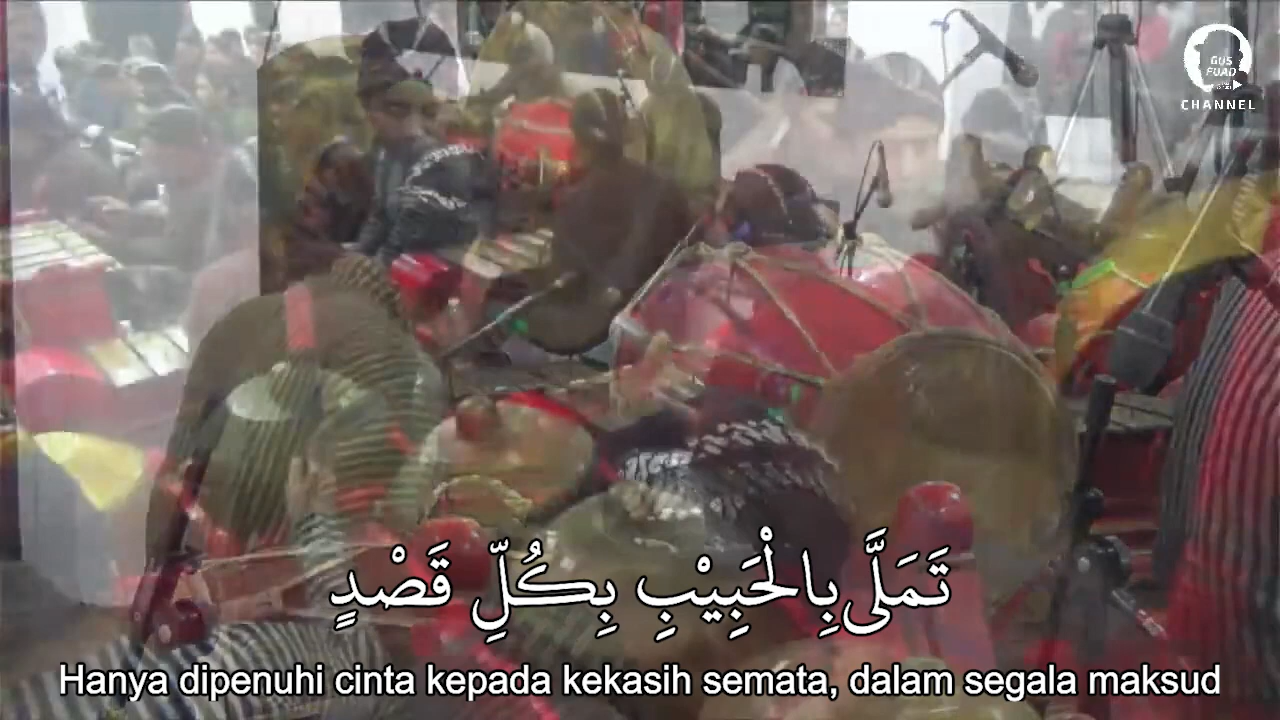 GUS
FUAD
CHANNEL
تَمَلَّى بِالْحَبِيْبِ بِكُلِّ قَصْدٍ
Hanya dipenuhi cinta kepada kekasih semata, dalam segala maksud